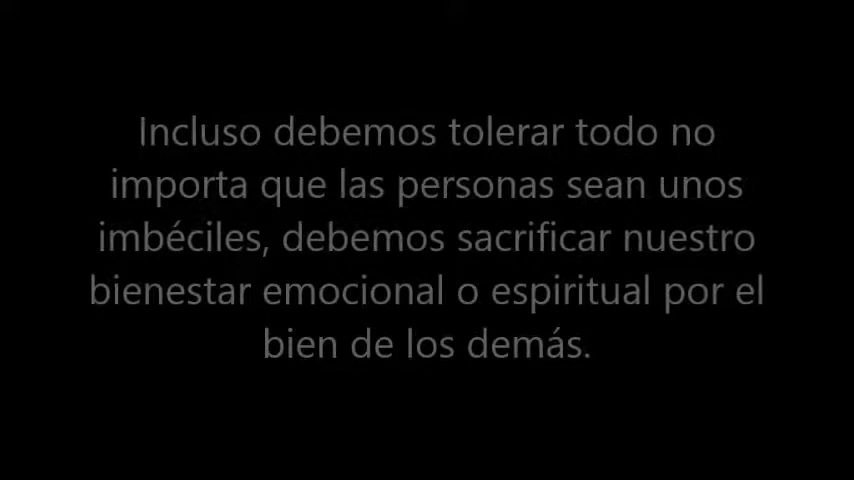 Incluso debemos tolerar todo no
importa que las personas sean unos
imbéciles, debemos sacrificar nuestro
bienestar emocional o espiritual por el
bien de los demás.